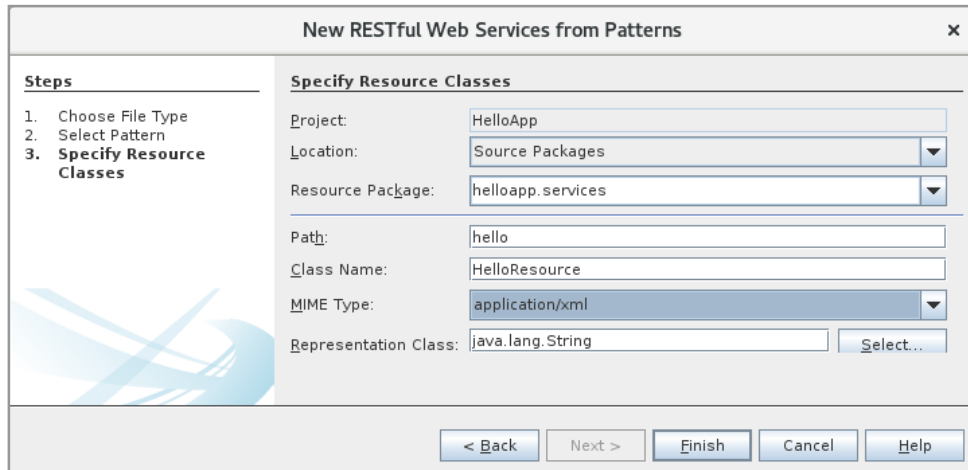 New RESTful Web Services from Patterns
Steps
1. Choose File Type
2. Select Pattern
3. Specify Resource
Classes
Specify Resource Classes
Project: HelloApp
Location: Source Packages
Resource Package: helloapp.services
Path: hello
Class Name: HelloResource
MIME Type: application/xml
Representation Class: java.lang.String Select...
< Back Next > Finish Cancel Help